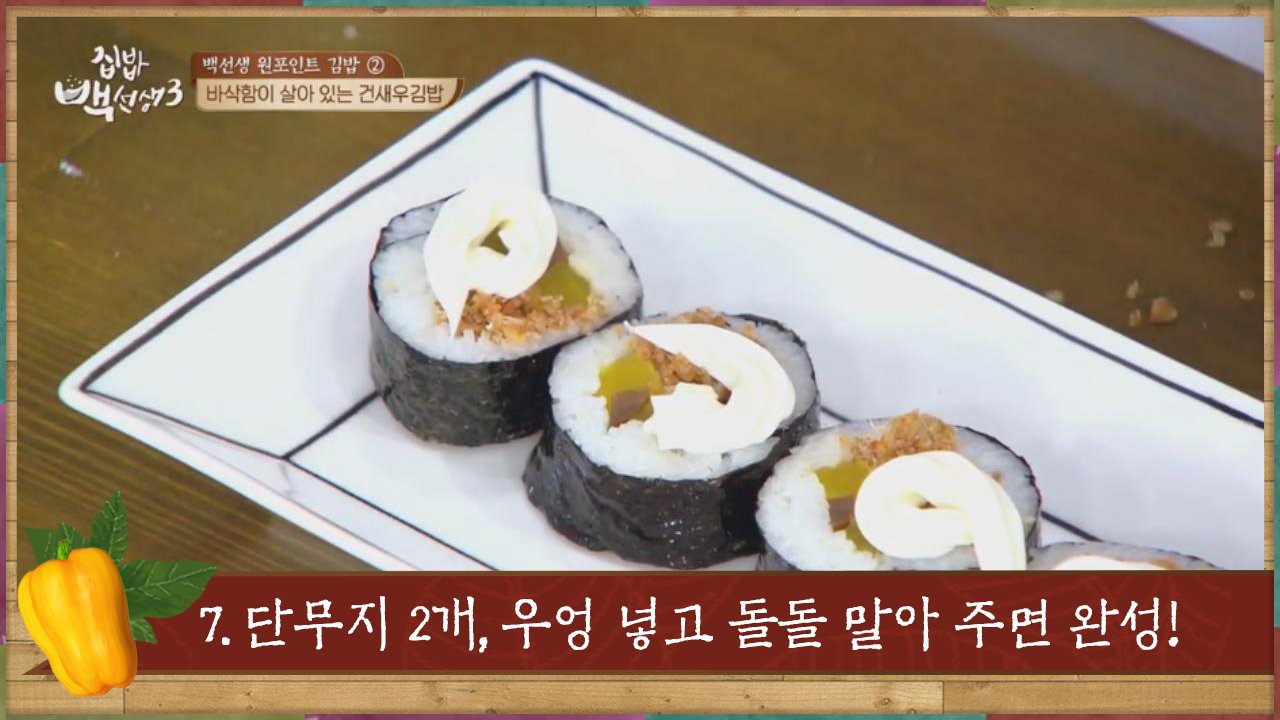 집밥
백선생3
백선생 원포인트 김밥 ②
바삭함이 살아 있는 건새우김밥
7. 단무지 2개, 우엉 넣고 돌돌 말아 주면 완성!